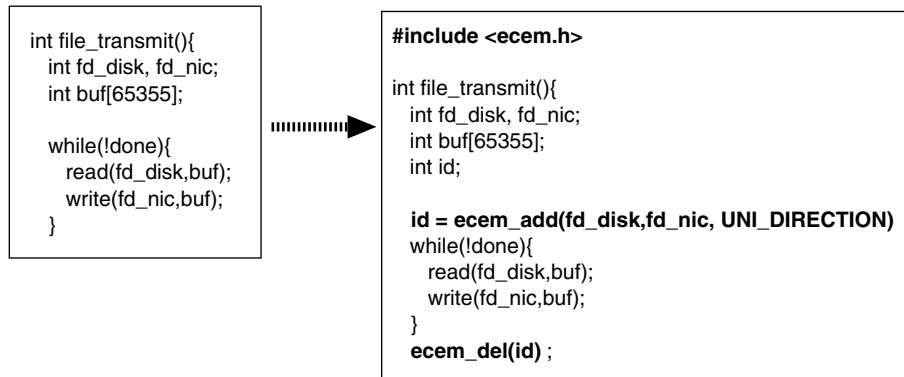 int file_transmit(){
int fd_disk, fd_nic;
int buf[65355];
while(!done){
read(fd_disk,buf);
write(fd_nic,buf);
}
#include <ecem.h>
int file_transmit(){
int fd_disk, fd_nic;
int buf[65355];
int id;
id = ecem_add(fd_disk,fd_nic, UNI_DIRECTION)
while(!done){
read(fd_disk,buf);
write(fd_nic,buf);
}
ecem_del(id) ;